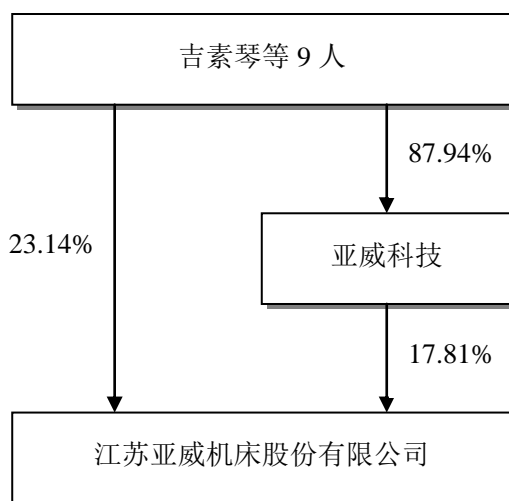 吉素琴等 9 人
87.94%
23.14%
亚威科技
17.81%
江苏亚威机床股份有限公司